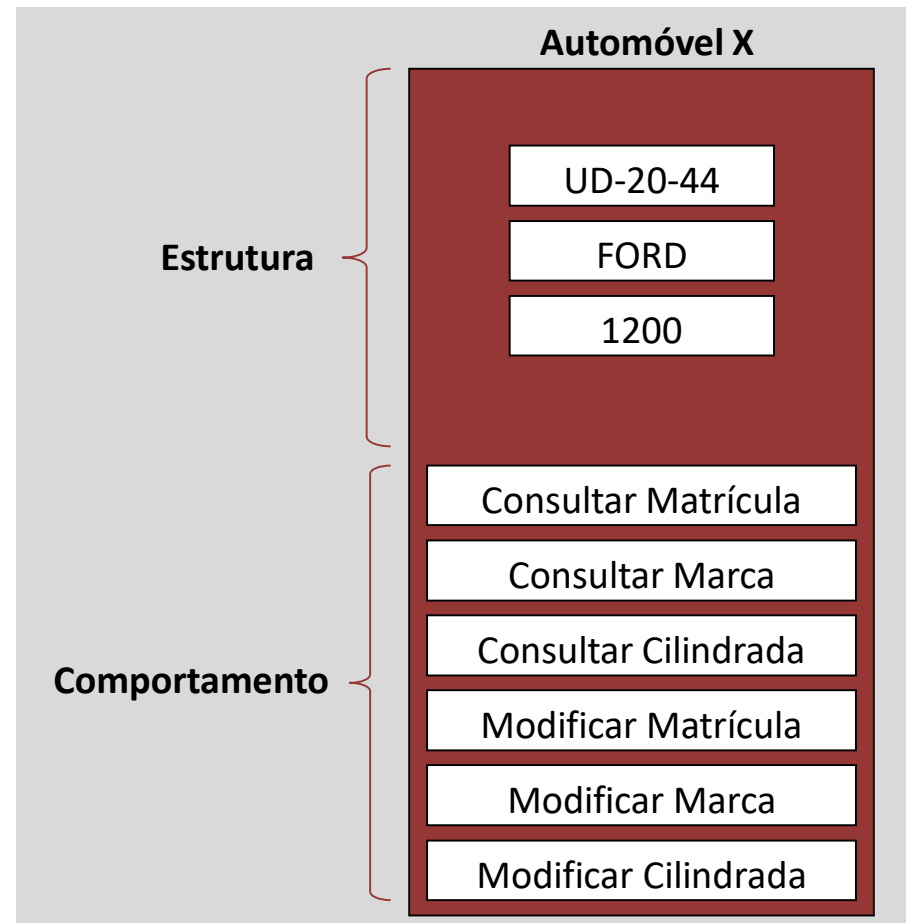 Automóvel X
Estrutura
UD-20-44
FORD
1200
Comportamento
Consultar Matrícula
Consultar Marca
Consultar Cilindrada
Modificar Matrícula
Modificar Marca
Modificar Cilindrada